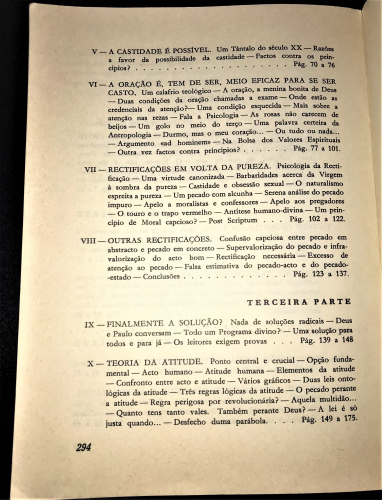 V — A CASTIDADE É POSSÍVEL. Um Tântalo do século XX — Razões
a favor da possibilidade da castidade — Factos contra os prin-
cípios? . . . . . . . . . . . . . . . . . Pág. 70 a 76
VI — A ORAÇÃO É, TEM DE SER, MEIO EFICAZ PARA SE SER
CASTO. Um calafrio teológico — A oração, a menina bonita de Deus
— Duas condições da oração chamadas a exame — Onde estão as
credenciais da atenção? — Uma condição esquecida — Mais sobre a
atenção nas rezas — Fala a Psicologia — As rosas não carecem de
beijos — Um golo no meio do terço — Uma palavra certeira da
Antropologia — Durmo, mas o meu coração... — Ou tudo ou nada...
— Argumento «ad hominem» — Na Bolsa dos Valores Espirituais
— Outra vez factos contra princípios? . . . . . . . Pág. 77 a 101.
VII — RECTIFICAÇÕES EM VOLTA DA PUREZA. Psicologia da Recti-
ficação — Uma virtude canonizada — Barbaridades acerca da Virgem
à sombra da pureza — Castidade e obsessão sexual — O naturalismo
espreita a pureza — Um pecado com alcunha — Serena análise do pecado
impuro — Apelo a moralistas e confessores — Apelo aos pregadores
— O touro e o trapo vermelho — Antítese humano-divina — Um prin-
cípio de Moral capcioso? — Post Scriptum . . . Pág. 102 a 122.
VIII — OUTRAS RECTIFICAÇÕES. Confusão capciosa entre pecado em
abstracto e pecado em concreto — Supervalorização do pecado e infra-
valorização do acto bom — Rectificação necessária — Excesso de
atenção ao pecado — Falsa estimativa do pecado-acto e do pecado-
-estado — Conclusões . . . . . . . . . . . Pág. 123 a 137.
TERCEIRA PARTE
IX — FINALMENTE A SOLUÇÃO? Nada de soluções radicais — Deus
e Paulo conversam — Todo um Programa divino? — Uma solução para
todos e para já — Os leitores exigem provas . . . Pág. 139 a 148
X — TEORIA DA ATITUDE. Ponto central e crucial — Opção funda-
mental — Acto humano — Atitude humana — Elementos da atitude
— Confronto entre acto e atitude — Vários gráficos — Duas leis onto-
lógicas da atitude — Três regras lógicas da atitude — O pecado perante
a atitude — Regra perigosa por revolucionária? — Aquela multidão...
— Quanto tens tanto vales. Também perante Deus? — A lei é só
justa quando... — Desfecho duma parábola. . . . . Pág. 149 a 175.
294